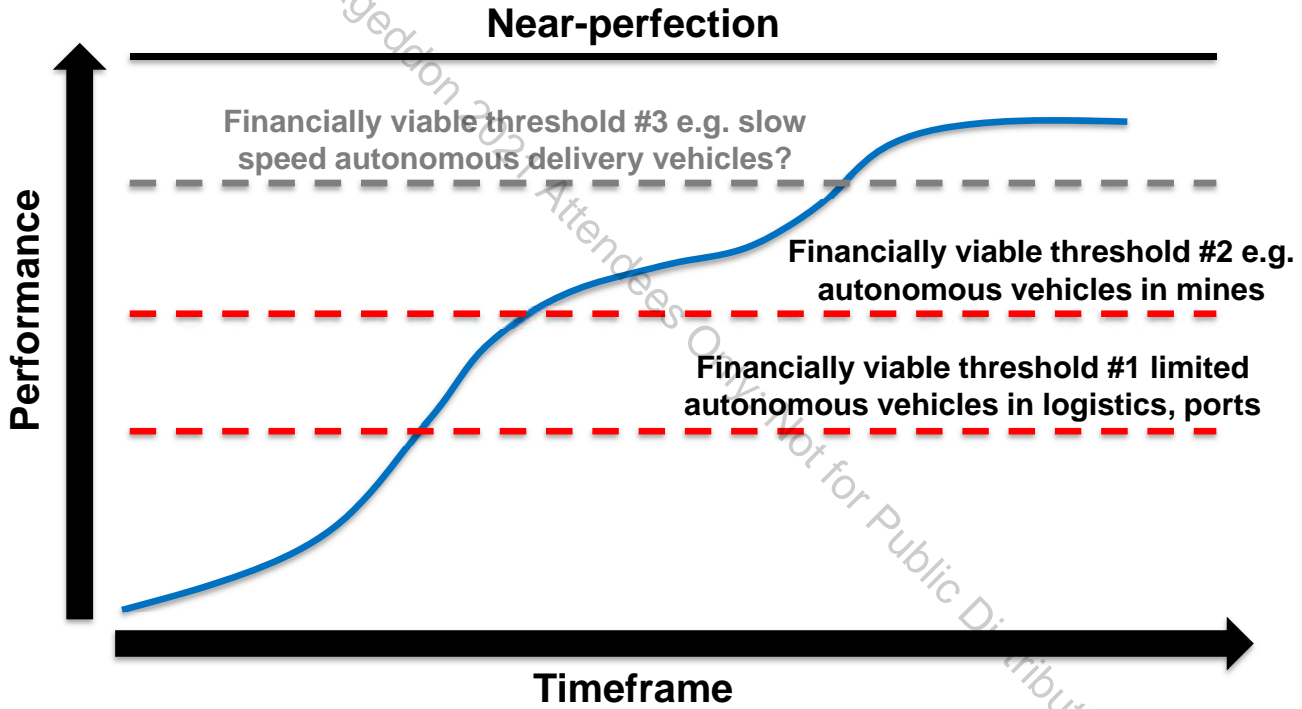 Near-perfection
Financially viable threshold #3 e.g. slow
speed autonomous delivery vehicles?
Financially viable threshold #2 e.g.
autonomous vehicles in mines
Financially viable threshold #1 limited
autonomous vehicles in logistics, ports
Performance
Timeframe
2021 Attendees Only; Not for Public